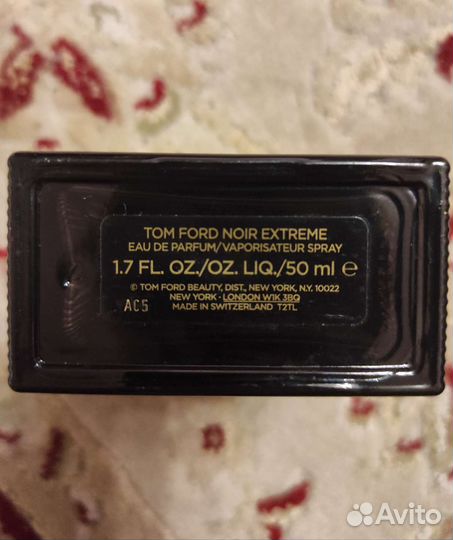 TOM FORD NOIR EXTREME
EAU DE PARFUM/VAPORISATEUR SPRAY
1.7 FL. OZ./OZ. LIQ./50 ml ℮
© TOM FORD BEAUTY, DIST., NEW YORK, N.Y. 10022
NEW YORK · LONDON W1K 3BQ
AC5
MADE IN SWITZERLAND T2TL
Avito